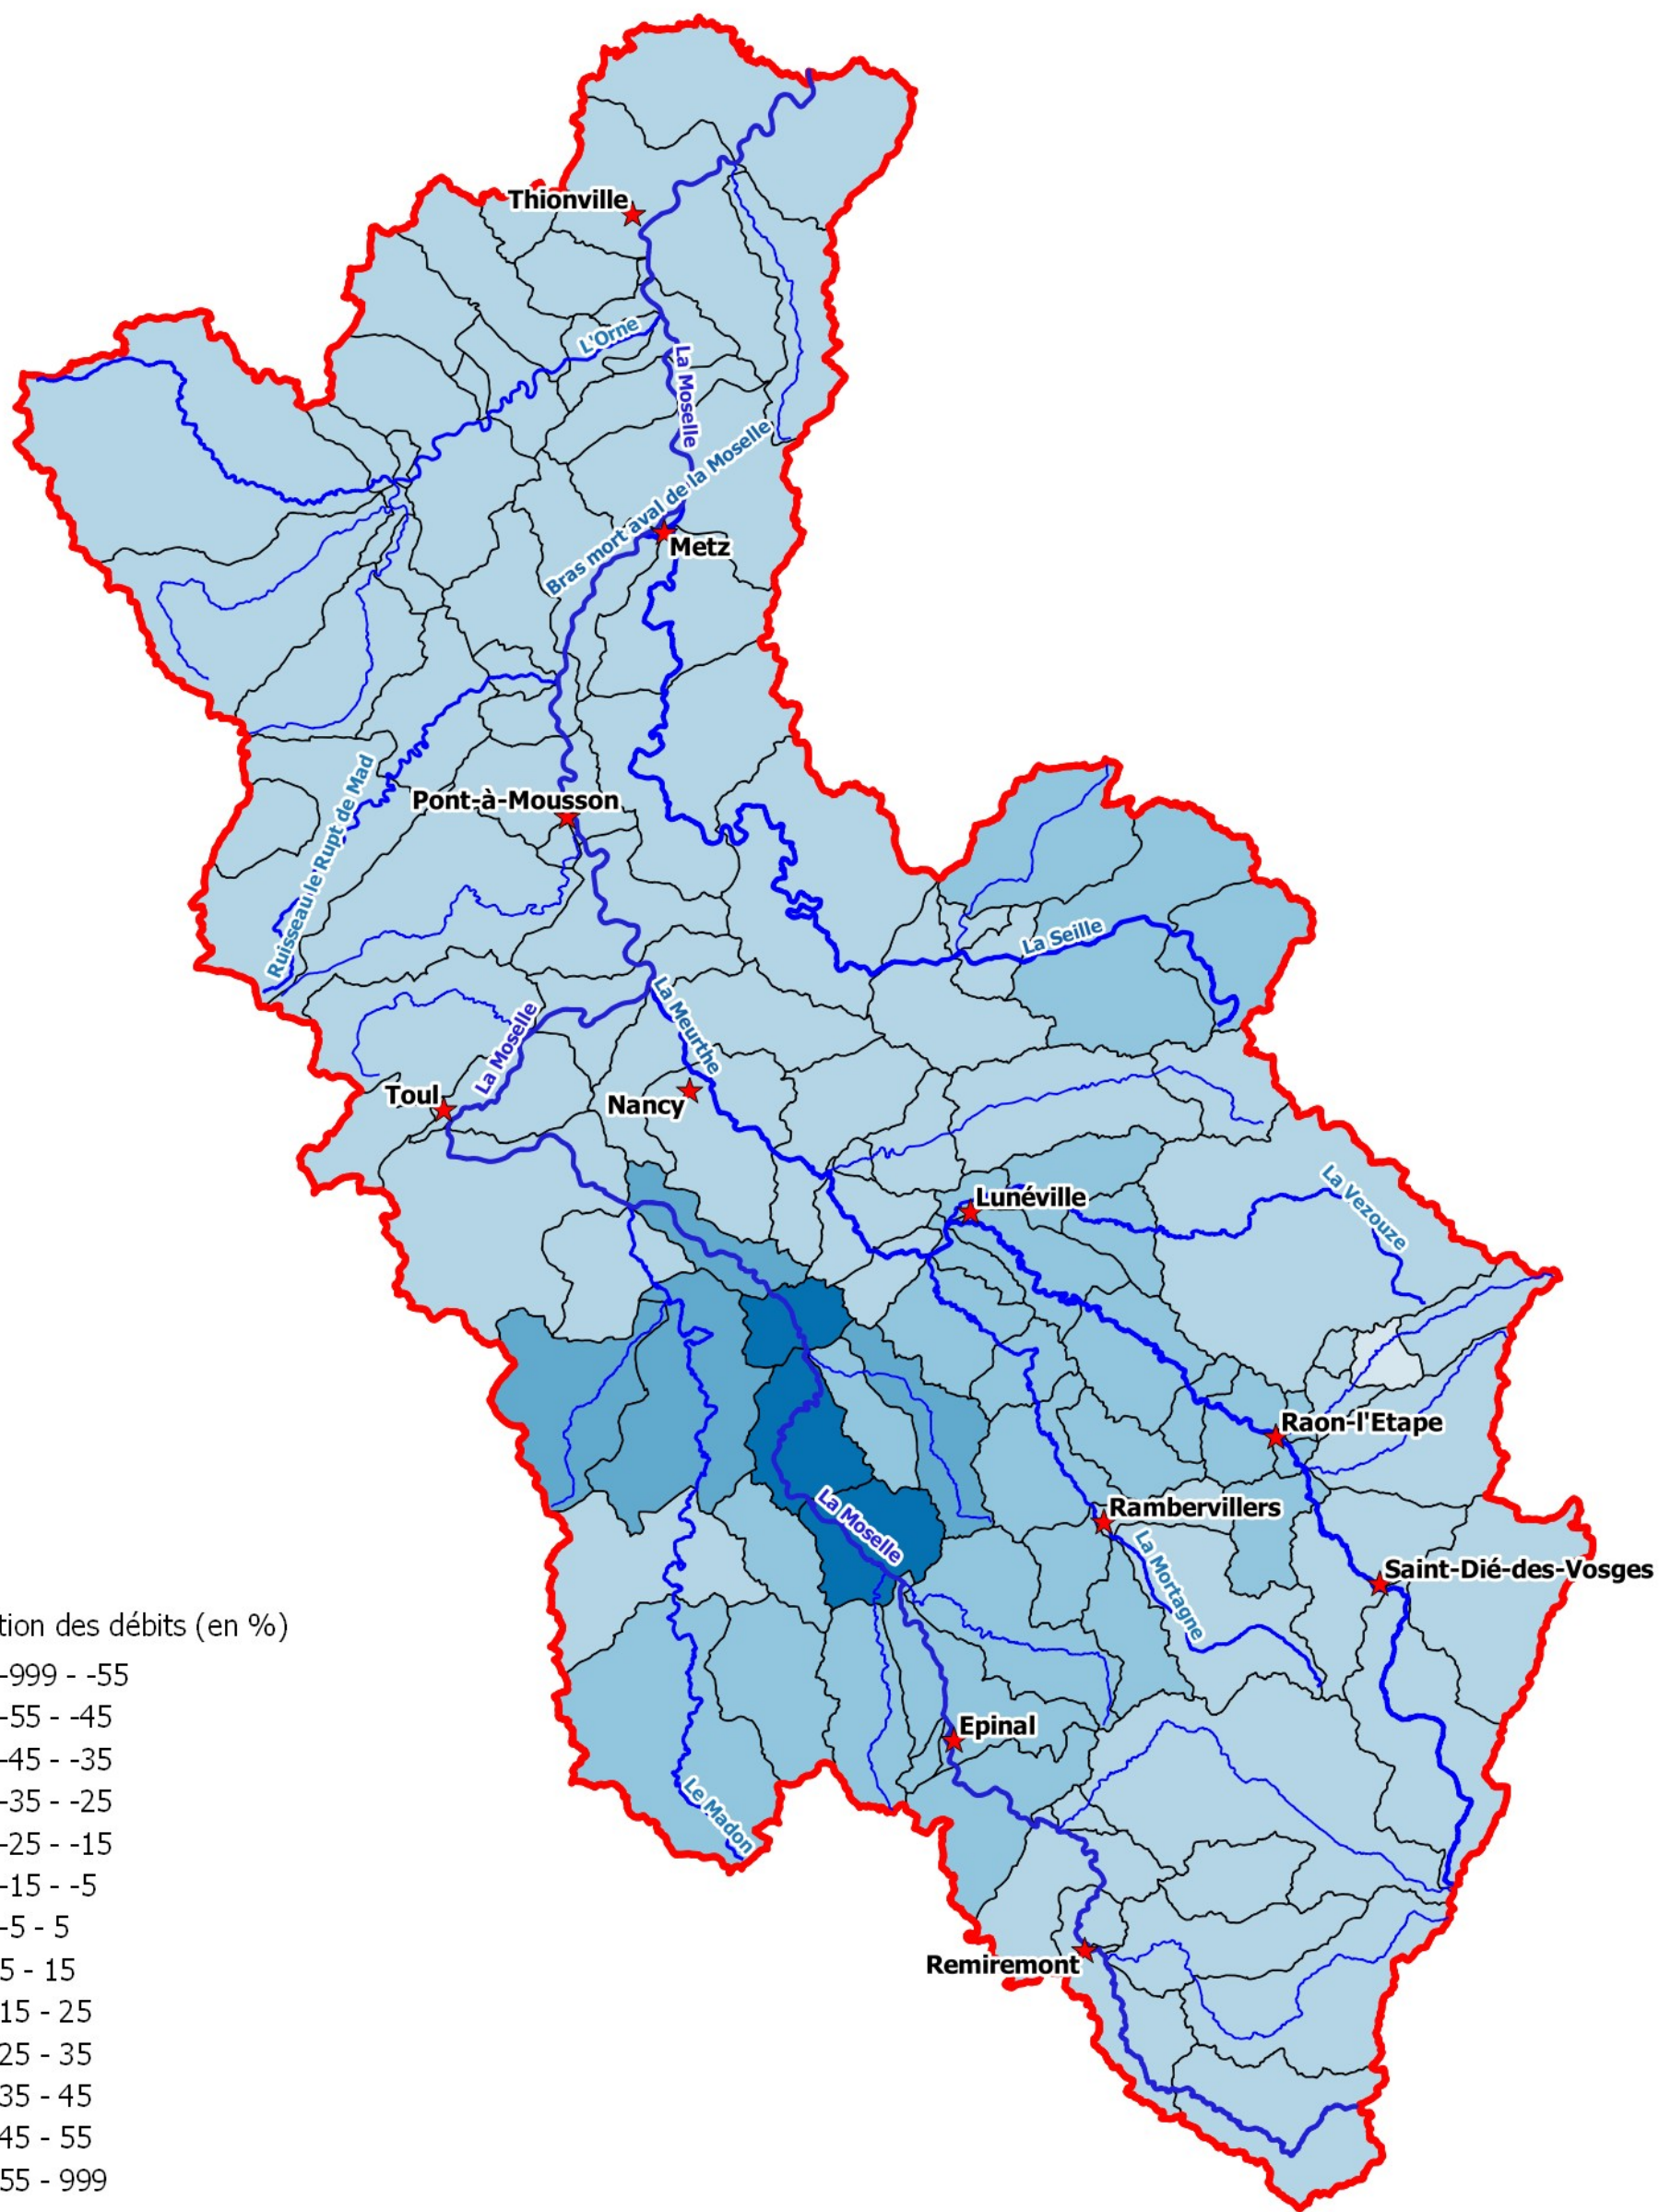 Thionville
L'Orne
La Moselle
Bras mort aval de la Moselle
Metz
Ruisseau le Rupt de Mad
Pont-à-Mousson
La Seille
La Moselle
La Meurthe
Toul
Nancy
Lunéville
La Vezouze
Raon-l'Etape
La Moselle
Rambervillers
La Mortagne
Saint-Dié-des-Vosges
Epinal
Le Madon
Remiremont
tion des débits (en %)
-999 - -55
-55 - -45
-45 - -35
-35 - -25
-25 - -15
-15 - -5
-5 - 5
5 - 15
15 - 25
25 - 35
35 - 45
45 - 55
55 - 999